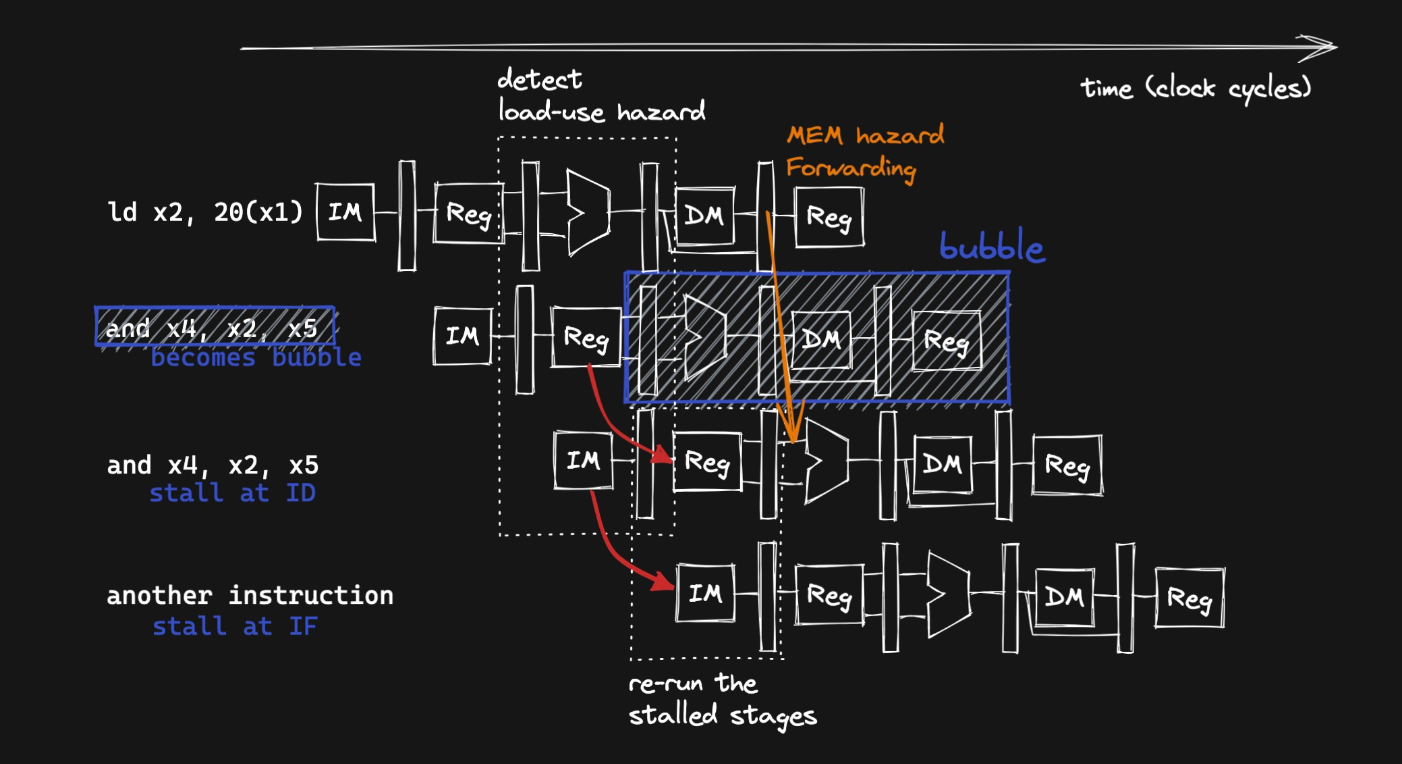 time (clock cycles)
detect
load-use hazard
MEM hazard
Forwarding
ld x2, 20(x1)
IM
Reg
DM
Reg
bubble
and x4, x2, x5
becomes bubble
IM
Reg
DM
Reg
and x4, x2, x5
stall at ID
IM
Reg
DM
Reg
another instruction
stall at IF
IM
Reg
DM
Reg
re-run the
stalled stages